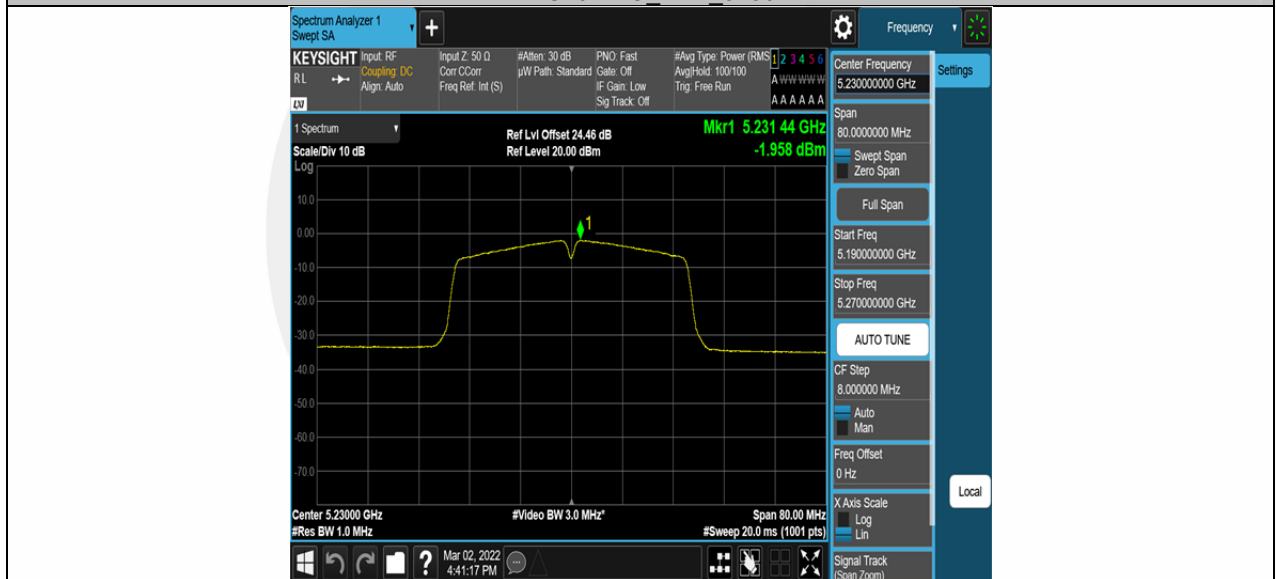 Spectrum Analyzer 1
Swept SA
+
Frequency
KEYSIGHT
RL
LXI
Input: RF
Coupling: DC
Align: Auto
Input Z: 50 Ω
Corr CCorr
Freq Ref: Int (S)
#Atten: 30 dB
µW Path: Standard
PNO: Fast
Gate: Off
IF Gain: Low
Sig Track: Off
#Avg Type: Power (RMS
Avg|Hold: 100/100
Trig: Free Run
1 2 3 4 5 6
A W W W W W
A A A A A A
1 Spectrum
Scale/Div 10 dB
Log
Ref Lvl Offset 24.46 dB
Ref Level 20.00 dBm
Mkr1 5.231 44 GHz
-1.958 dBm
1
10.0
0.00
-10.0
-20.0
-30.0
-40.0
-50.0
-60.0
-70.0
Center 5.23000 GHz
#Res BW 1.0 MHz
#Video BW 3.0 MHz*
Span 80.00 MHz
#Sweep 20.0 ms (1001 pts)
?
Mar 02, 2022
4:41:17 PM
Center Frequency
5.230000000 GHz
Settings
Span
80.0000000 MHz
Swept Span
Zero Span
Full Span
Start Freq
5.190000000 GHz
Stop Freq
5.270000000 GHz
AUTO TUNE
CF Step
8.000000 MHz
Auto
Man
Freq Offset
0 Hz
X Axis Scale
Log
Lin
Local
Signal Track
(Span Zoom)